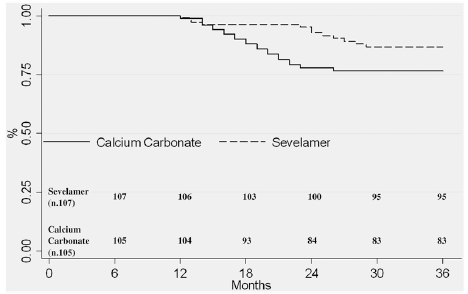 1.00
0.75
0.50
0.25
0.00
%
Calcium Carbonate Sevelamer
Sevelamer
(n.107) 107 106 103 100 95 95
Calcium
Carbonate
(n.105) 105 104 93 84 83 83
0 6 12 18 24 30 36
Months